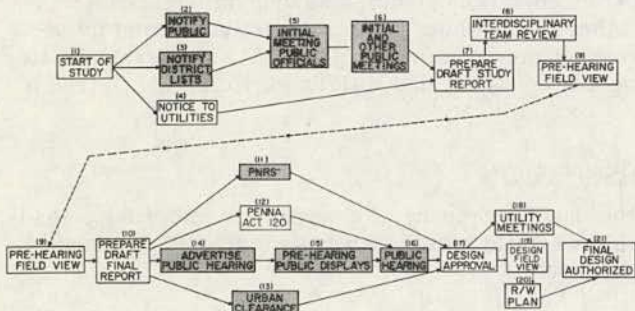 (1)
START OF
STUDY
(2)
NOTIFY
PUBLIC
(3)
NOTIFY
DISTRICT
LISTS
(4)
NOTICE TO
UTILITIES
(5)
INITIAL
MEETING
PUBLIC
OFFICIALS
(6)
INITIAL
AND
OTHER
PUBLIC
MEETINGS
(7)
PREPARE
DRAFT STUDY
REPORT
(8)
INTERDISCIPLINARY
TEAM REVIEW
(9)
PRE-HEARING
FIELD VIEW
(9)
PRE-HEARING
FIELD VIEW
(10)
PREPARE
DRAFT
FINAL
REPORT
(11)
PNRS
(12)
PENNA.
ACT 120
(14)
ADVERTISE
PUBLIC HEARING
(15)
PRE-HEARING
PUBLIC DISPLAYS
(16)
PUBLIC
HEARING
(13)
URBAN
CLEARANCE
(17)
DESIGN
APPROVAL
(18)
UTILITY
MEETINGS
(19)
DESIGN
FIELD
VIEW
(20)
R/W
PLAN
(21)
FINAL
DESIGN
AUTHORIZED